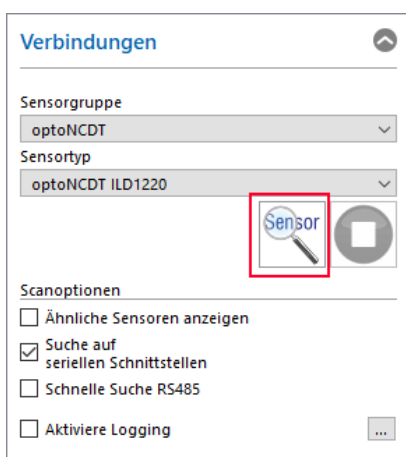 Verbindungen
Sensorgruppe
optoNCDT
Sensortyp
optoNCDT ILD1220
Sensor
Scanoptionen
Ähnliche Sensoren anzeigen
Suche auf
seriellen Schnittstellen
Schnelle Suche RS485
Aktiviere Logging
...